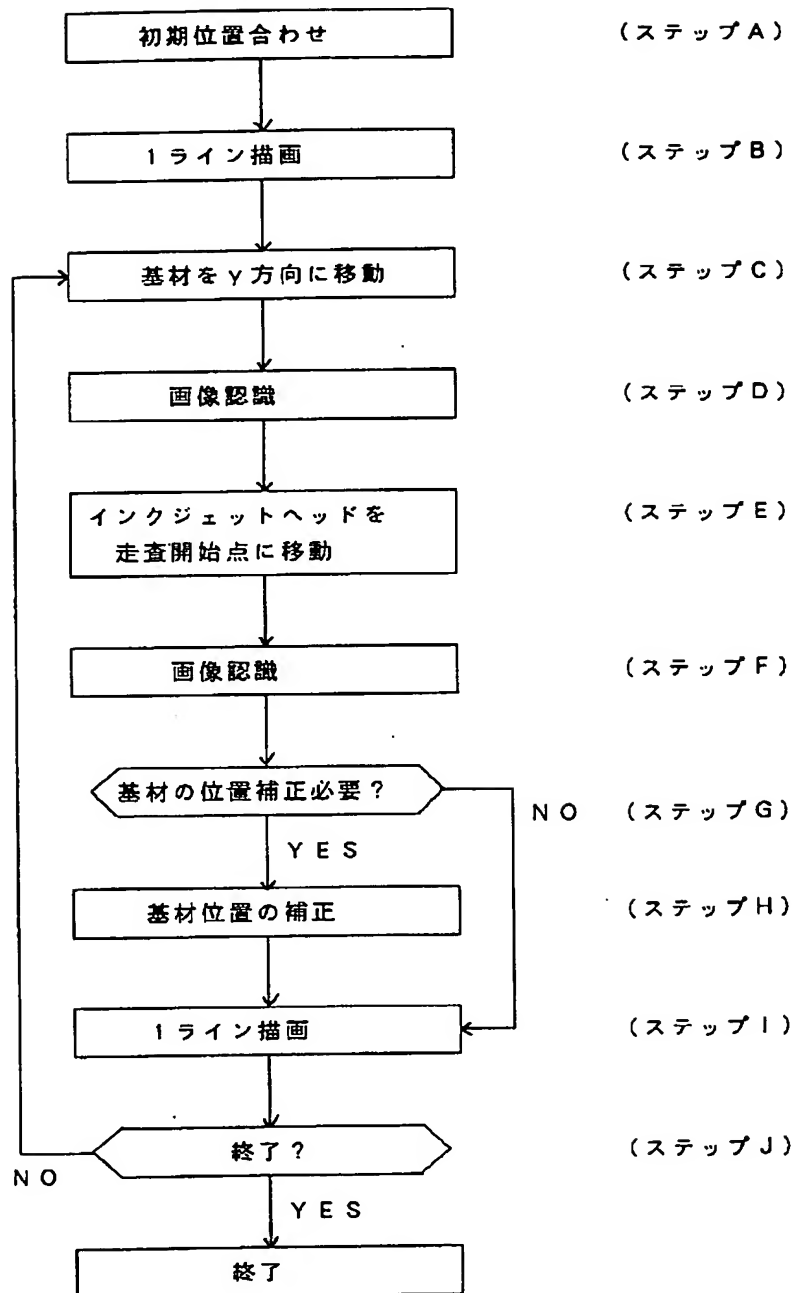 初期位置合わせ
(ステップA)
1ライン描画
(ステップB)
基材をy方向に移動
(ステップC)
画像認識
(ステップD)
インクジェットヘッドを
走査開始点に移動
(ステップE)
画像認識
(ステップF)
基材の位置補正必要?
NO
(ステップG)
YES
基材位置の補正
(ステップH)
1ライン描画
(ステップI)
終了?
(ステップJ)
NO
YES
終了